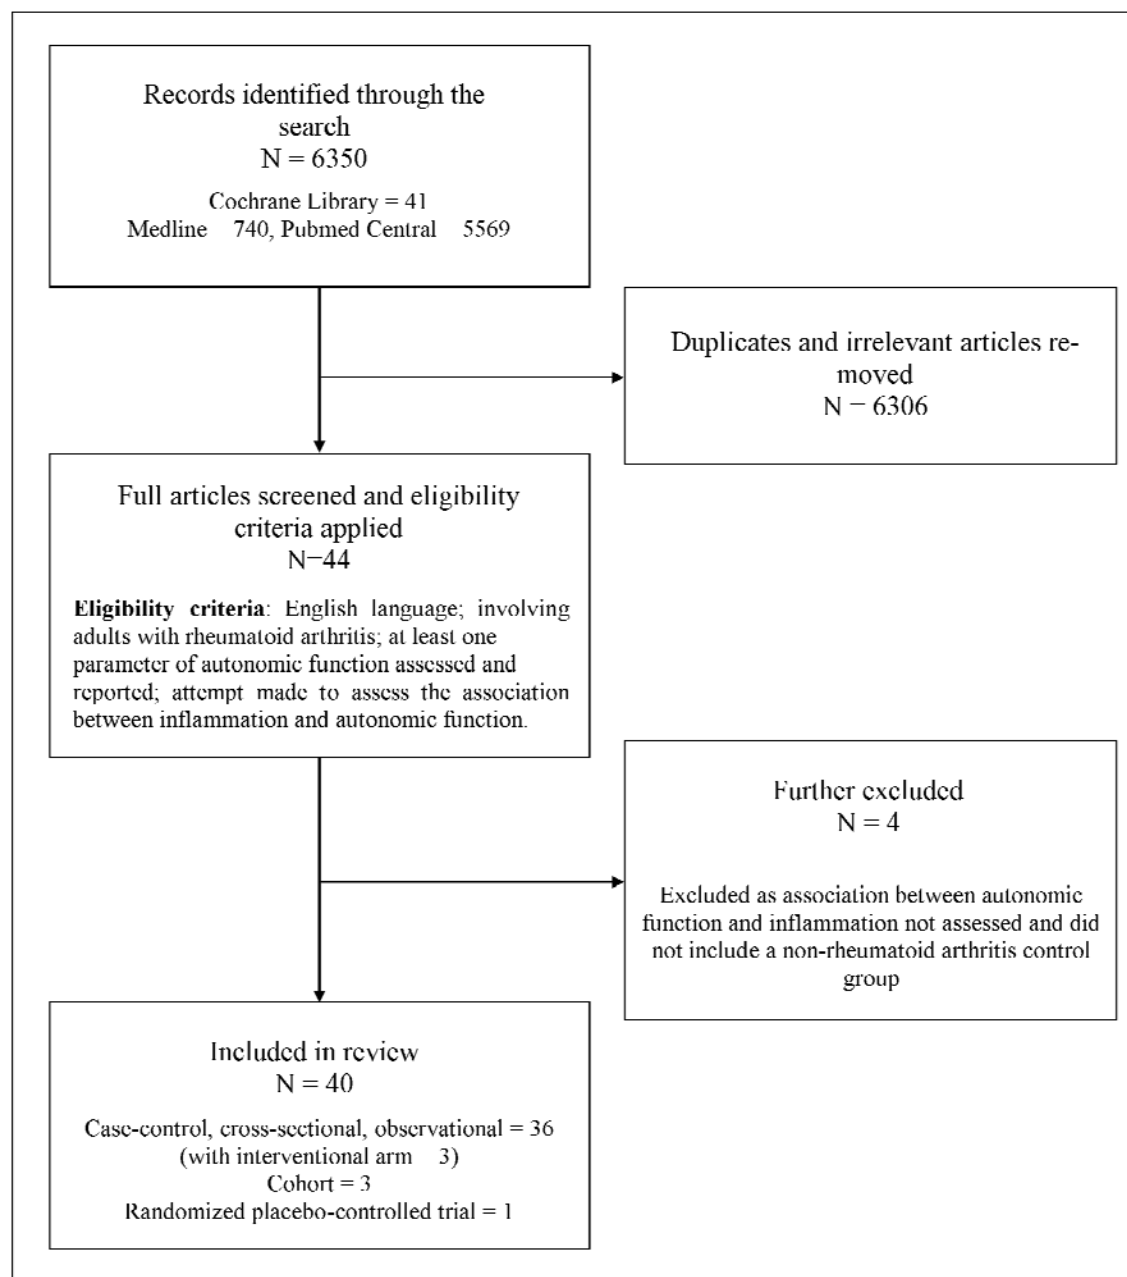 Records identified through the
search
N = 6350
Cochrane Library = 41
Medline 740, Pubmed Central 5569
Duplicates and irrelevant articles re-
moved
N = 6306
Full articles screened and eligibility
criteria applied
N=44
Eligibility criteria: English language; involving
adults with rheumatoid arthritis; at least one
parameter of autonomic function assessed and
reported; attempt made to assess the association
between inflammation and autonomic function.
Further excluded
N = 4
Excluded as association between autonomic
function and inflammation not assessed and did
not include a non-rheumatoid arthritis control
group
Included in review
N = 40
Case-control, cross-sectional, observational = 36
(with interventional arm 3)
Cohort = 3
Randomized placebo-controlled trial = 1